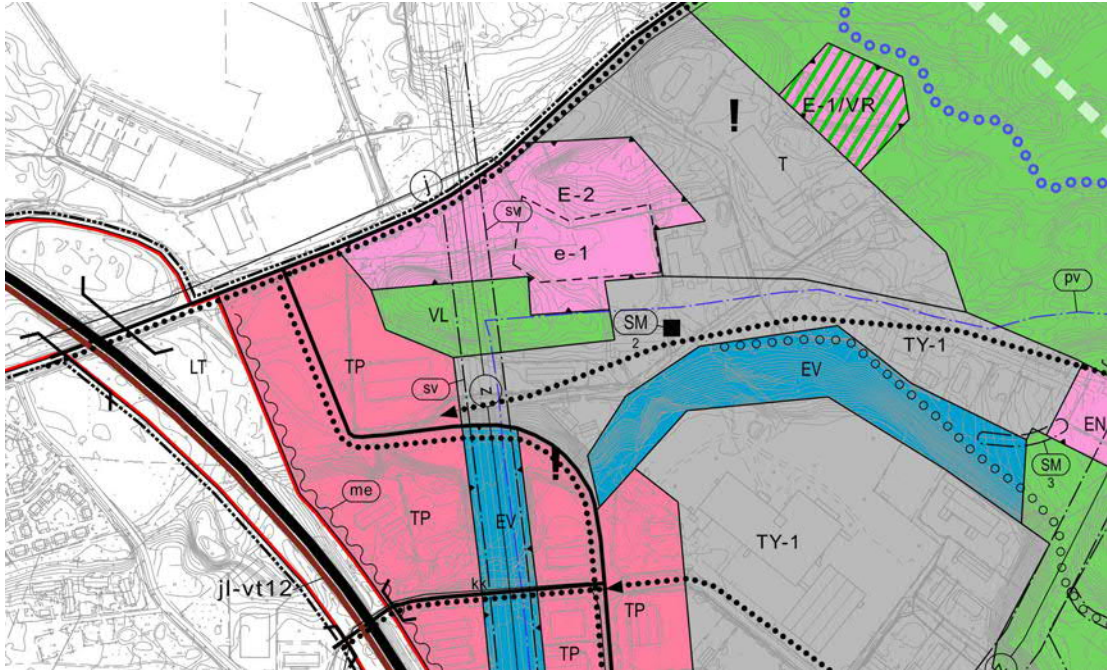 !
E-1/VR
T
j
E-2
sv
e-1
pv
VL
SM
2
TY-1
LT
TP
EV
sv
z
EN
!
SM
3
me
TP
EV
TY-1
jl-vt12
kk
TP
TP